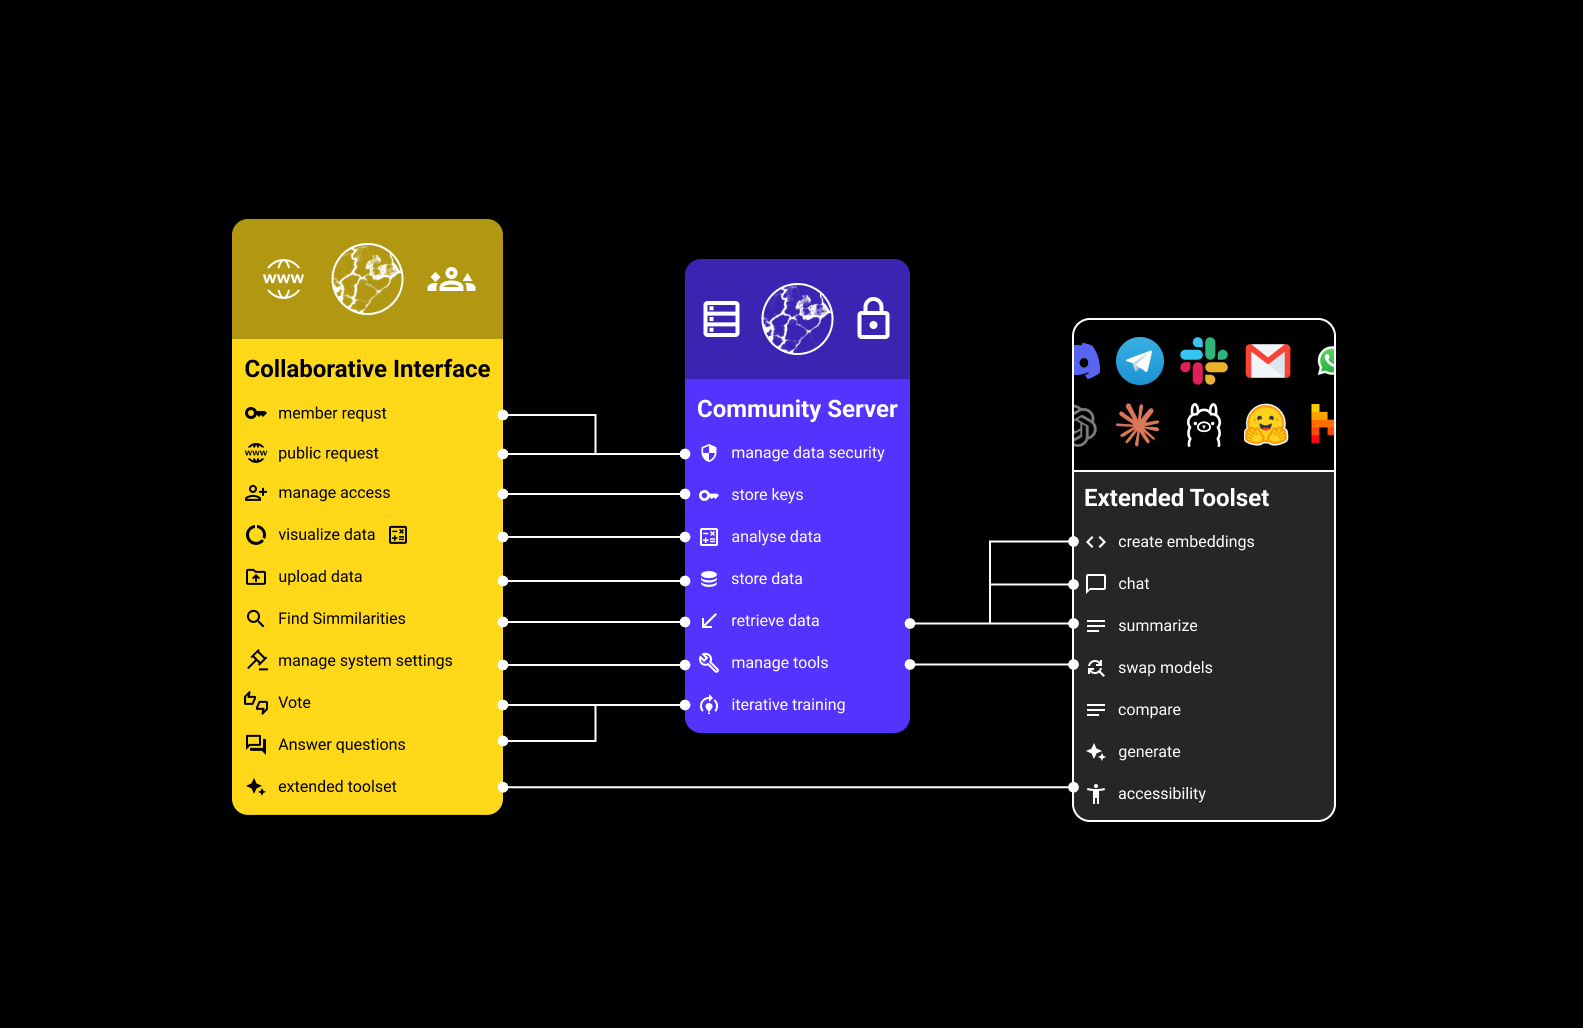 www
Collaborative Interface
member requst
www
public request
manage access
visualize data
upload data
Find Simmilarities
manage system settings
Vote
Answer questions
extended toolset
Community Server
manage data security
store keys
analyse data
store data
retrieve data
manage tools
iterative training
Extended Toolset
create embeddings
chat
summarize
swap models
compare
generate
accessibility